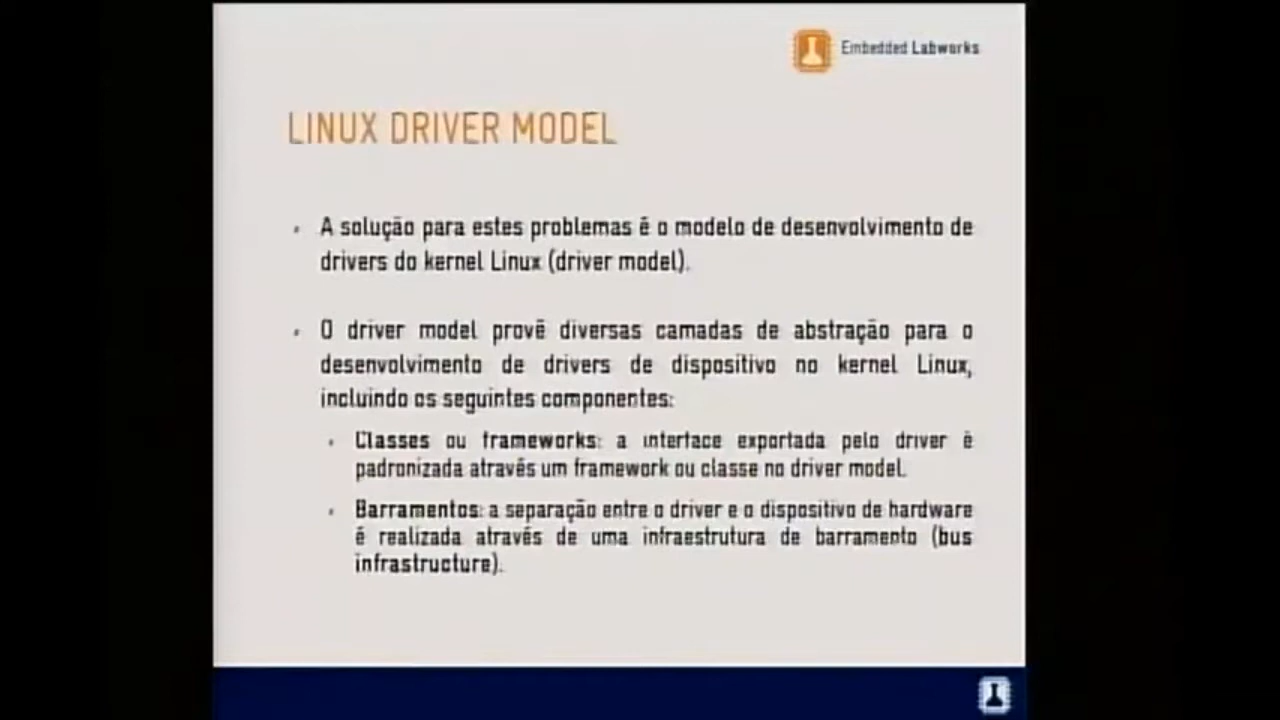 Embedded Labworks
LINUX DRIVER MODEL
A solução para estes problemas é o modelo de desenvolvimento de
drivers do kernel Linux (driver model).
O driver model provê diversas camadas de abstração para o
desenvolvimento de drivers de dispositivo no kernel Linux,
incluindo os seguintes componentes:
Classes ou frameworks: a interface exportada pelo driver é
padronizada através um framework ou classe no driver model.
Barramentos: a separação entre o driver e o dispositivo de hardware
é realizada através de uma infraestrutura de barramento (bus
infrastructure).